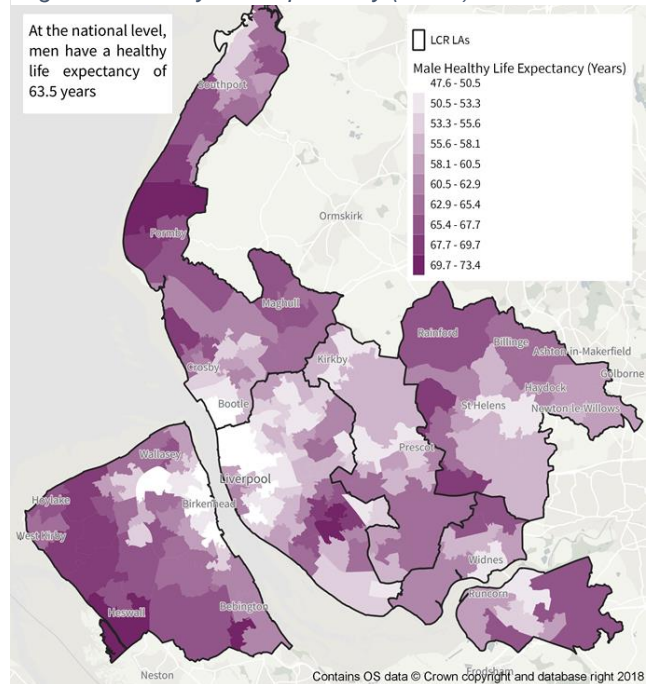 At the national level,
men have a healthy
life expectancy of
63.5 years
LCR LAs
Male Healthy Life Expectancy (Years)
47.6 - 50.5
50.5 - 53.3
53.3 - 55.6
55.6 - 58.1
58.1 - 60.5
60.5 - 62.9
62.9 - 65.4
65.4 - 67.7
67.7 - 69.7
69.7 - 73.4
Southport
Ormskirk
Formby
Maghull
Rainford
Billinge
Ashton-in-Makerfield
Kirkby
Crosby
Golborne
Haydock
Bootle
St Helens
Newton-le-Willows
Prescot
Wallasey
Liverpool
Hoylake
Birkenhead
West Kirby
Widnes
Runcorn
Heswall
Bebington
Frodsham
Neston
Contains OS data © Crown copyright and database right 2018